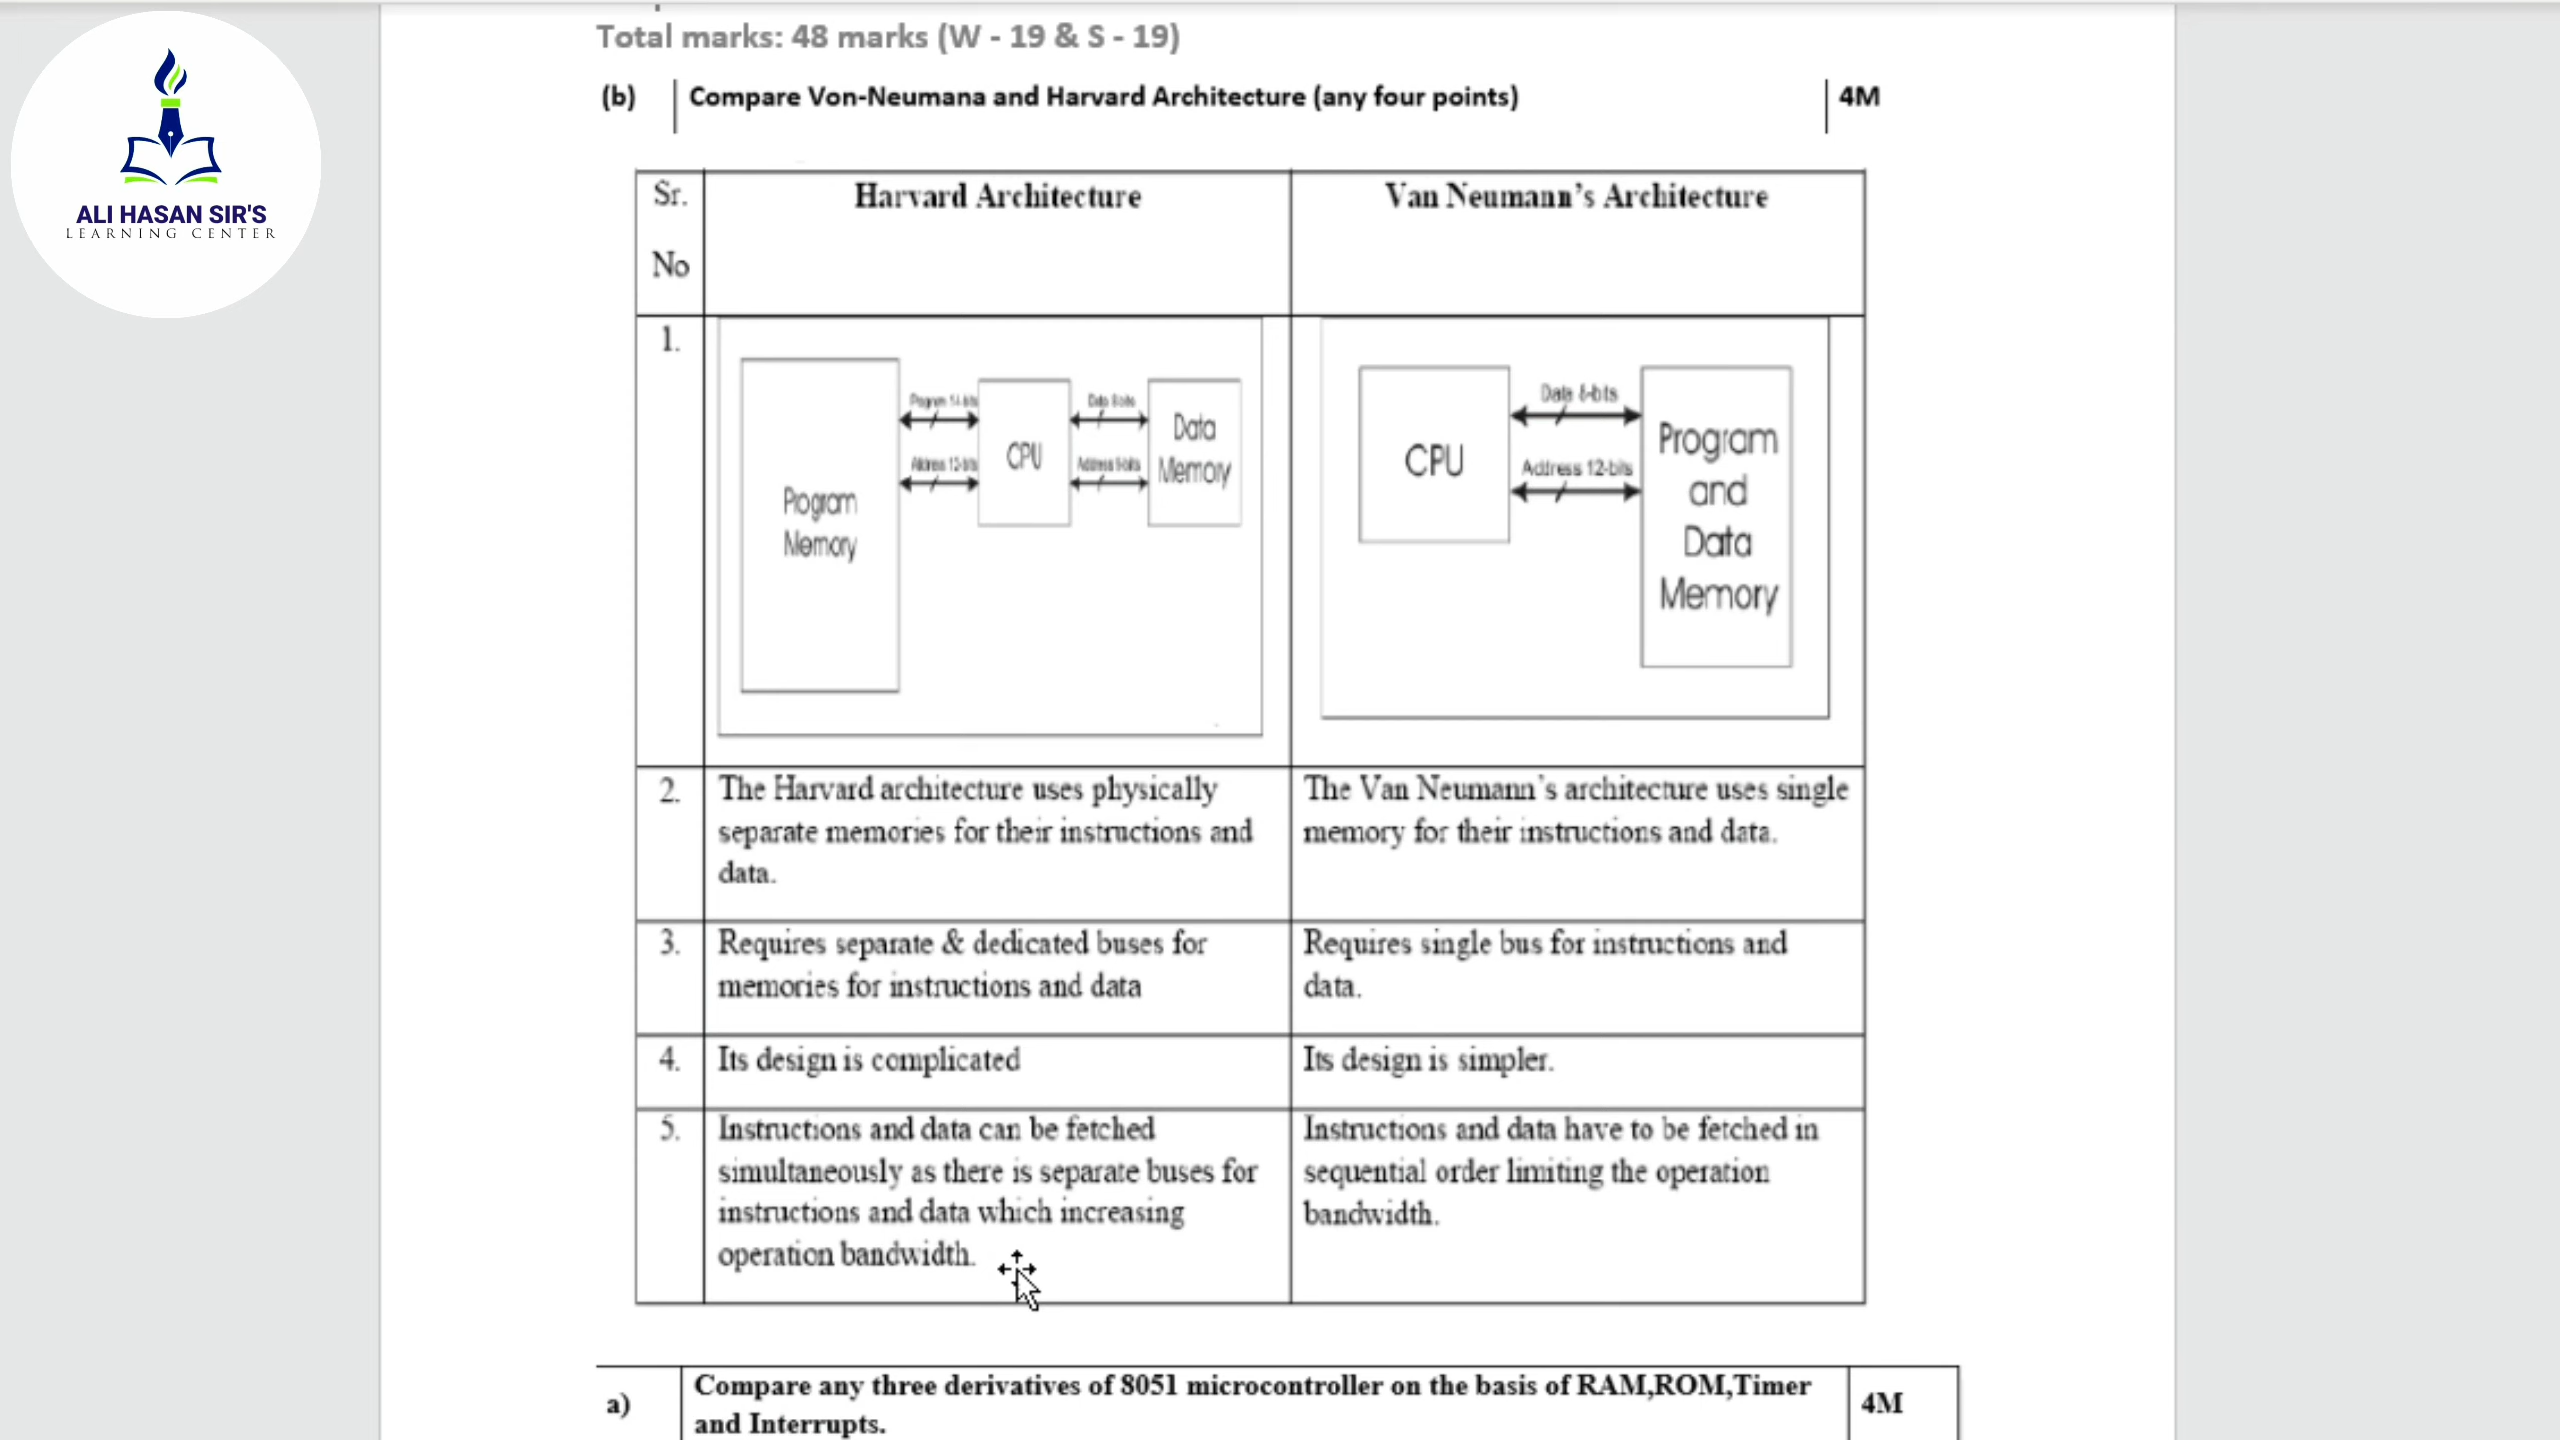 Total marks: 48 marks (W - 19 & S - 19)
ALI HASAN SIR'S
LEARNING CENTER
(b) Compare Von-Neumana and Harvard Architecture (any four points) 4M
Sr. No Harvard Architecture Van Neumann's Architecture
1.
Program Memory
CPU
Data Memory
CPU
Data 8-bits
Address 12-bits
Program
and
Data
Memory
2. The Harvard architecture uses physically
separate memories for their instructions and
data.
The Van Neumann's architecture uses single
memory for their instructions and data.
3. Requires separate & dedicated buses for
memories for instructions and data
Requires single bus for instructions and
data.
4. Its design is complicated
Its design is simpler.
5. Instructions and data can be fetched
simultaneously as there is separate buses for
instructions and data which increasing
operation bandwidth.
Instructions and data have to be fetched in
sequential order limiting the operation
bandwidth.
a) Compare any three derivatives of 8051 microcontroller on the basis of RAM,ROM,Timer
and Interrupts.
4M